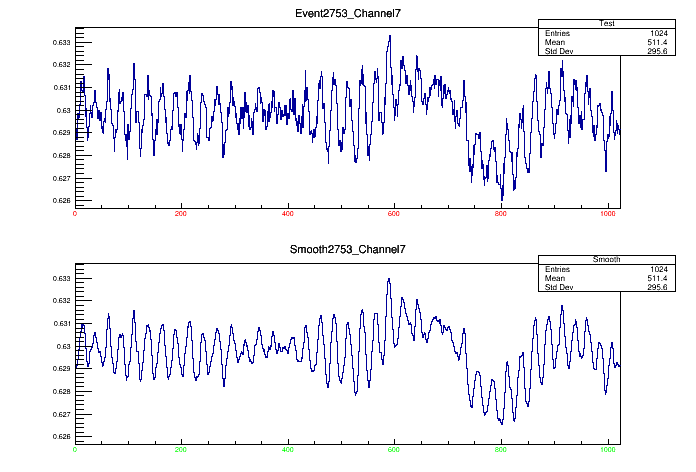 Event2753_Channel7
Test
Entries 1024
Mean 511.4
Std Dev 295.6
0.633
0.632
0.631
0.63
0.629
0.628
0.627
0.626
0 200 400 600 800 1000
Smooth2753_Channel7
Smooth
Entries 1024
Mean 511.4
Std Dev 295.6
0.633
0.632
0.631
0.63
0.629
0.628
0.627
0.626
0 200 400 600 800 1000